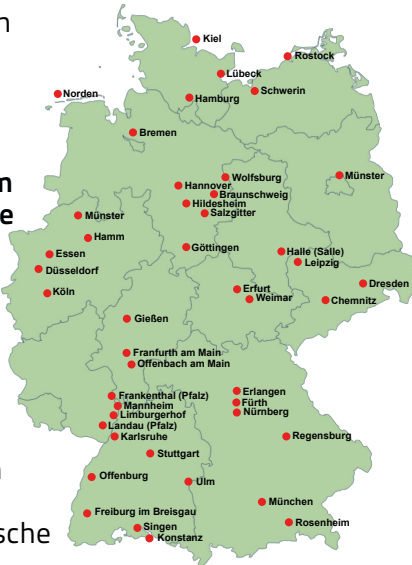 n
Kiel
Rostock
Lübeck
Schwerin
Norden
Hamburg
Bremen
m
Wolfsburg
Münster
Hannover
Braunschweig
e
Hildesheim
Münster
Salzgitter
Hamm
Göttingen
Halle (Salle)
Essen
Leipzig
Düsseldorf
Dresden
Köln
Erfurt
Weimar
Chemnitz
Gießen
Franfurth am Main
Offenbach am Main
Frankenthal (Pfalz)
Erlangen
Mannheim
Fürth
Limburgerhof
Nürnberg
Landau (Pfalz)
Karlsruhe
Regensburg
Stuttgart
n
Offenburg
Ulm
München
Freiburg im Breisgau
Rosenheim
Singen
sche
Konstanz